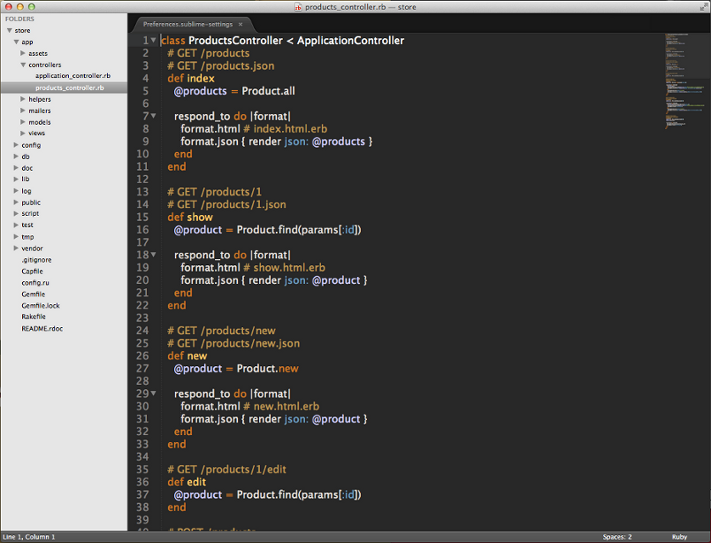 products_controller.rb — store
FOLDERS
store
app
assets
controllers
application_controller.rb
products_controller.rb
helpers
mailers
models
views
config
db
doc
lib
log
public
script
test
tmp
vendor
.gitignore
Capfile
config.ru
Gemfile
Gemfile.lock
Rakefile
README.rdoc
Preferences.sublime-settings ×
1 class ProductsController < ApplicationController
2 # GET /products
3 # GET /products.json
4 def index
5 @products = Product.all
6
7 respond_to do |format|
8 format.html # index.html.erb
9 format.json { render json: @products }
10 end
11 end
12
13 # GET /products/1
14 # GET /products/1.json
15 def show
16 @product = Product.find(params[:id])
17
18 respond_to do |format|
19 format.html # show.html.erb
20 format.json { render json: @product }
21 end
22 end
23
24 # GET /products/new
25 # GET /products/new.json
26 def new
27 @product = Product.new
28
29 respond_to do |format|
30 format.html # new.html.erb
31 format.json { render json: @product }
32 end
33 end
34
35 # GET /products/1/edit
36 def edit
37 @product = Product.find(params[:id])
38 end
39
40 # POST /products
Line 1, Column 1
Spaces: 2
Ruby